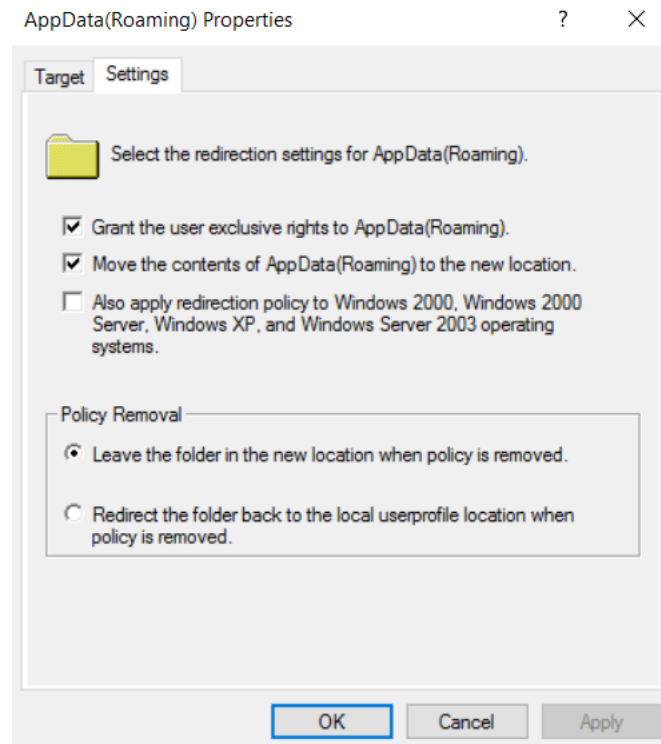 AppData(Roaming) Properties
?
Target
Settings
Select the redirection settings for AppData(Roaming).
Grant the user exclusive rights to AppData(Roaming).
Move the contents of AppData(Roaming) to the new location.
Also apply redirection policy to Windows 2000, Windows 2000
Server, Windows XP, and Windows Server 2003 operating
systems.
Policy Removal
Leave the folder in the new location when policy is removed.
Redirect the folder back to the local userprofile location when
policy is removed.
OK
Cancel
Apply